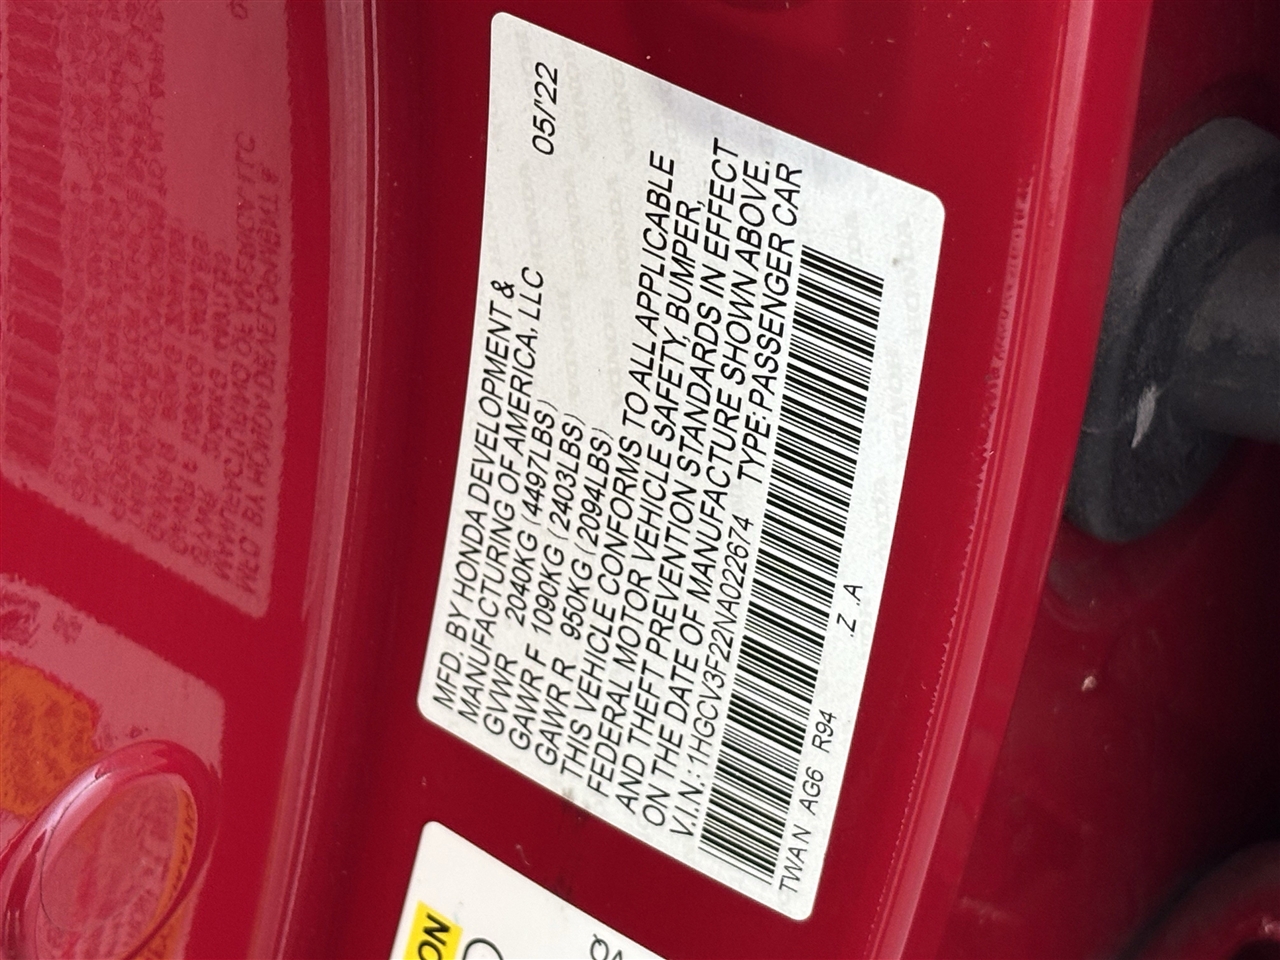 MFD. BY HONDA DEVELOPMENT &
MANUFACTURING OF AMERICA, LLC 05/'22
GVWR 2040KG (4497LBS)
GAWR F 1090KG (2403LBS)
GAWR R 950KG (2094LBS)
THIS VEHICLE CONFORMS TO ALL APPLICABLE
FEDERAL MOTOR VEHICLE SAFETY, BUMPER,
AND THEFT PREVENTION STANDARDS IN EFFECT
ON THE DATE OF MANUFACTURE SHOWN ABOVE.
V.I.N.: 1HGCV3F22NA022674 TYPE: PASSENGER CAR
TWAN AG6 R94 .Z .A